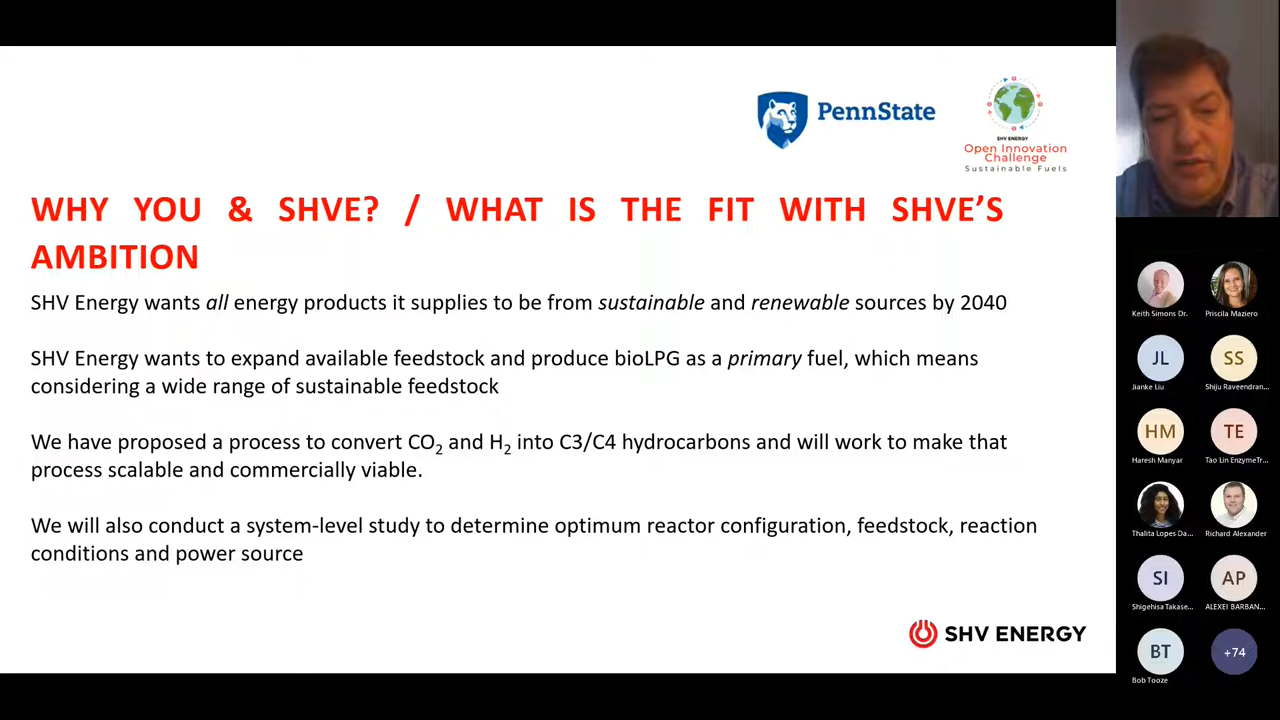 PennState
SHV ENERGY
Open Innovation
Challenge
Sustainable Fuels
WHY YOU & SHVE? / WHAT IS THE FIT WITH SHVE'S
AMBITION
SHV Energy wants all energy products it supplies to be from sustainable and renewable sources by 2040
SHV Energy wants to expand available feedstock and produce bioLPG as a primary fuel, which means
considering a wide range of sustainable feedstock
We have proposed a process to convert CO₂ and H₂ into C3/C4 hydrocarbons and will work to make that
process scalable and commercially viable.
We will also conduct a system-level study to determine optimum reactor configuration, feedstock, reaction
conditions and power source
SHV ENERGY
Keith Simons Dr.
Priscila Maziero
JL
SS
Jianke Liu
Shiju Raveendran...
HM
TE
Haresh Manyar
Tao Lin EnzymeTr...
Thalita Lopes Da...
Richard Alexander
SI
AP
Shigehisa Takase...
ALEXEI BARBAN...
BT
+74
Bob Tooze